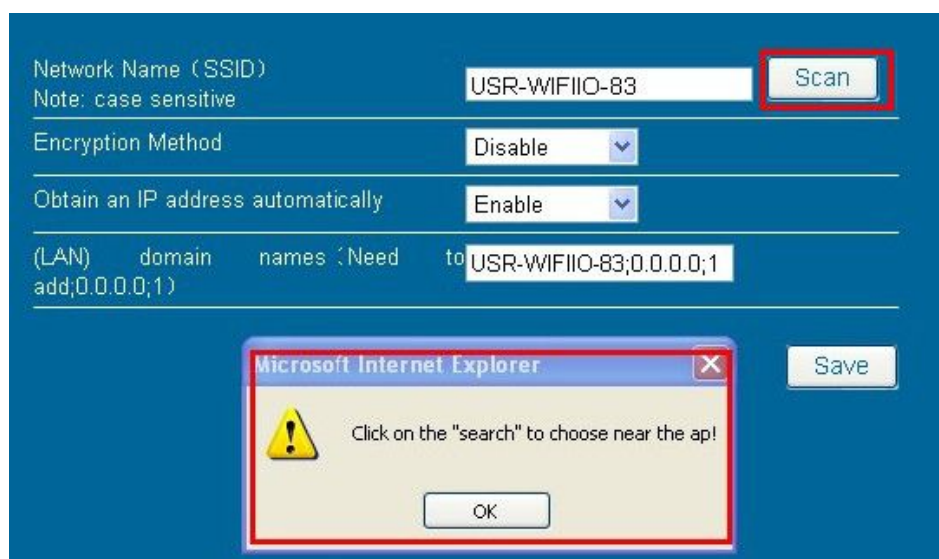 Network Name（SSID）
Note: case sensitive
USR-WIFIIO-83
Scan
Encryption Method
Disable
Obtain an IP address automatically
Enable
(LAN) domain names（Need to
add;0.0.0.0;1）
USR-WIFIIO-83;0.0.0.0;1
Microsoft Internet Explorer
Save
Click on the "search" to choose near the ap!
OK